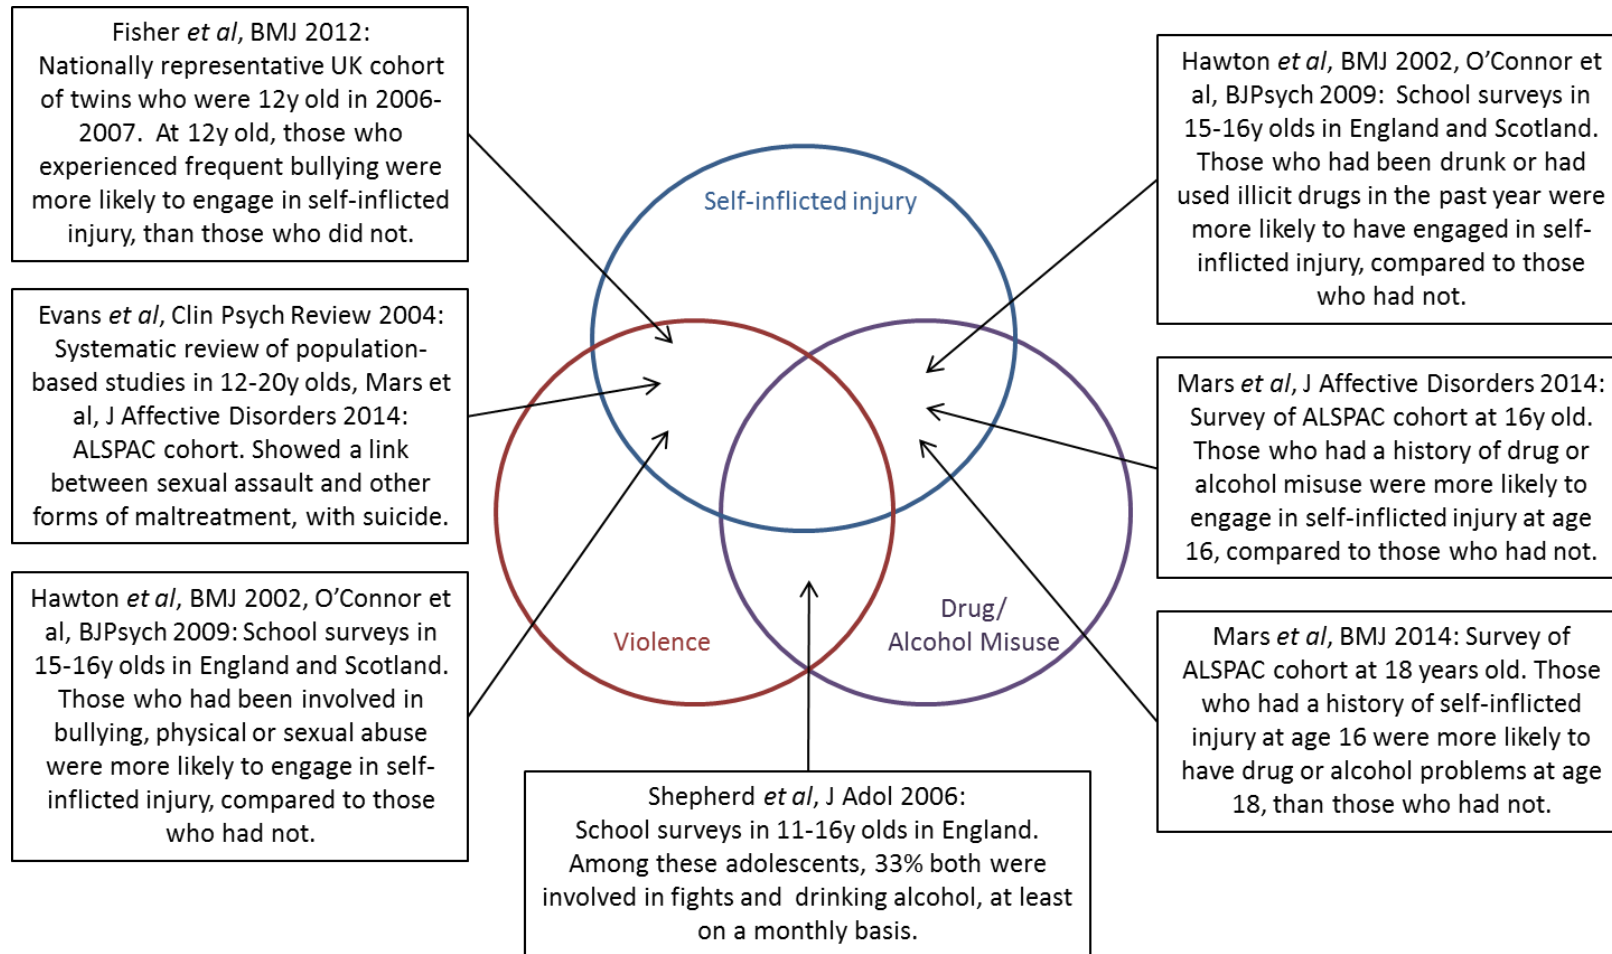 Fisher et al, BMJ 2012:
Nationally representative UK cohort
of twins who were 12y old in 2006-
2007.  At 12y old, those who
experienced frequent bullying were
more likely to engage in self-inflicted
injury, than those who did not.
Evans et al, Clin Psych Review 2004:
Systematic review of population-
based studies in 12-20y olds, Mars et
al, J Affective Disorders 2014:
ALSPAC cohort. Showed a link
between sexual assault and other
forms of maltreatment, with suicide.
Hawton et al, BMJ 2002, O’Connor et
al, BJPsych 2009: School surveys in
15-16y olds in England and Scotland.
Those who had been involved in
bullying, physical or sexual abuse
were more likely to engage in self-
inflicted injury, compared to those
who had not.
Self-inflicted injury
Violence
Drug/
Alcohol Misuse
Shepherd et al, J Adol 2006:
School surveys in 11-16y olds in England.
Among these adolescents, 33% both were
involved in fights and  drinking alcohol, at least
on a monthly basis.
Hawton et al, BMJ 2002, O’Connor et
al, BJPsych 2009:  School surveys in
15-16y olds in England and Scotland.
Those who had been drunk or had
used illicit drugs in the past year were
more likely to have engaged in self-
inflicted injury, compared to those
who had not.
Mars et al, J Affective Disorders 2014:
Survey of ALSPAC cohort at 16y old.
Those who had a history of drug or
alcohol misuse were more likely to
engage in self-inflicted injury at age
16, compared to those who had not.
Mars et al, BMJ 2014: Survey of
ALSPAC cohort at 18 years old. Those
who had a history of self-inflicted
injury at age 16 were more likely to
have drug or alcohol problems at age
18, than those who had not.